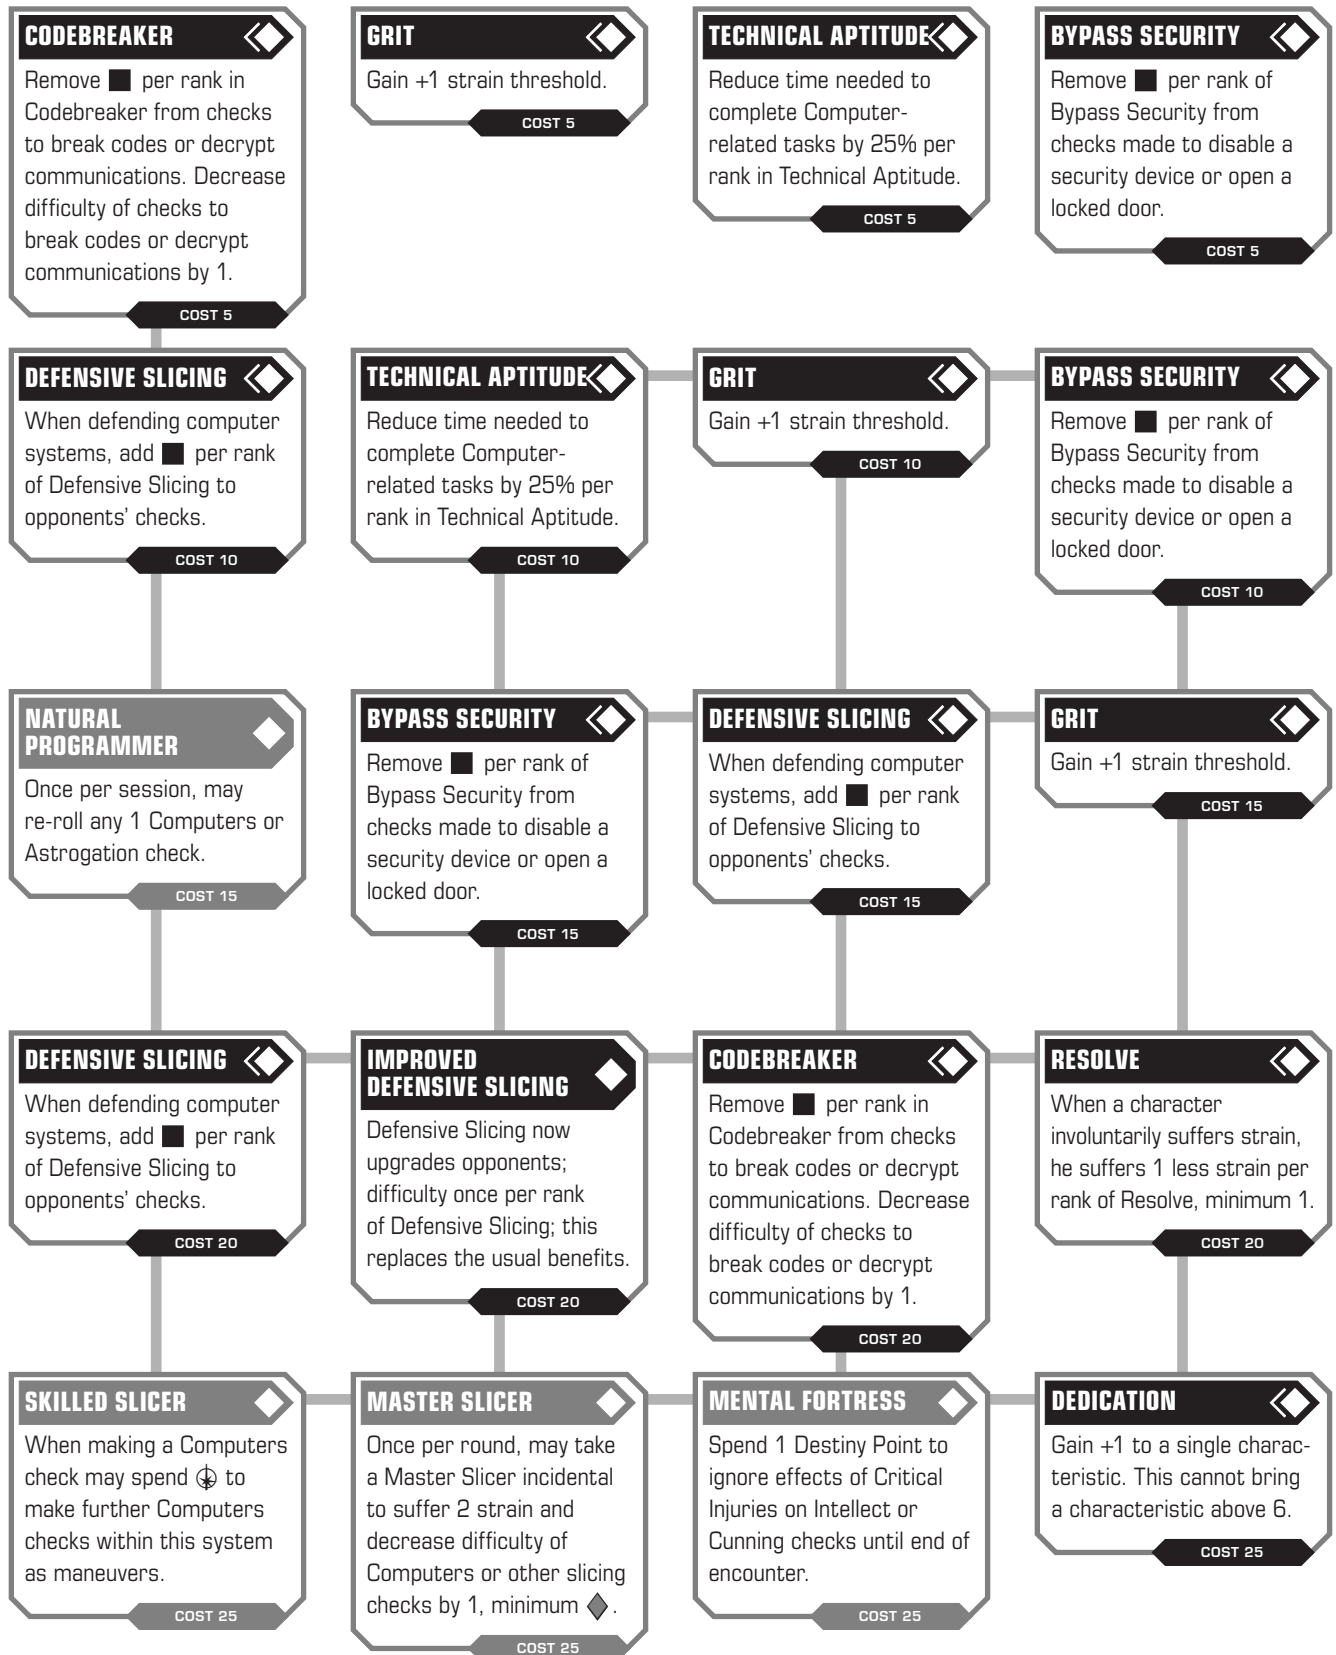 CODEBREAKER
Remove per rank in
Codebreaker from checks
to break codes or decrypt
communications. Decrease
difficulty of checks to
break codes or decrypt
communications by 1.
COST 5
GRIT
Gain +1 strain threshold.
COST 5
TECHNICAL APTITUDE
Reduce time needed to
complete Computer-
related tasks by 25% per
rank in Technical Aptitude.
COST 5
BYPASS SECURITY
Remove per rank of
Bypass Security from
checks made to disable a
security device or open a
locked door.
COST 5
DEFENSIVE SLICING
When defending computer
systems, add per rank
of Defensive Slicing to
opponents' checks.
COST 10
TECHNICAL APTITUDE
Reduce time needed to
complete Computer-
related tasks by 25% per
rank in Technical Aptitude.
COST 10
GRIT
Gain +1 strain threshold.
COST 10
BYPASS SECURITY
Remove per rank of
Bypass Security from
checks made to disable a
security device or open a
locked door.
COST 10
NATURAL
PROGRAMMER
Once per session, may
re-roll any 1 Computers or
Astrogation check.
COST 15
BYPASS SECURITY
Remove per rank of
Bypass Security from
checks made to disable a
security device or open a
locked door.
COST 15
DEFENSIVE SLICING
When defending computer
systems, add per rank
of Defensive Slicing to
opponents' checks.
COST 15
GRIT
Gain +1 strain threshold.
COST 15
DEFENSIVE SLICING
When defending computer
systems, add per rank
of Defensive Slicing to
opponents' checks.
COST 20
IMPROVED
DEFENSIVE SLICING
Defensive Slicing now
upgrades opponents;
difficulty once per rank
of Defensive Slicing; this
replaces the usual benefits.
COST 20
CODEBREAKER
Remove per rank in
Codebreaker from checks
to break codes or decrypt
communications. Decrease
difficulty of checks to
break codes or decrypt
communications by 1.
COST 20
RESOLVE
When a character
involuntarily suffers strain,
he suffers 1 less strain per
rank of Resolve, minimum 1.
COST 20
SKILLED SLICER
When making a Computers
check may spend to
make further Computers
checks within this system
as maneuvers.
COST 25
MASTER SLICER
Once per round, may take
a Master Slicer incidental
to suffer 2 strain and
decrease difficulty of
Computers or other slicing
checks by 1, minimum .
COST 25
MENTAL FORTRESS
Spend 1 Destiny Point to
ignore effects of Critical
Injuries on Intellect or
Cunning checks until end of
encounter.
COST 25
DEDICATION
Gain +1 to a single charac-
teristic. This cannot bring
a characteristic above 6.
COST 25